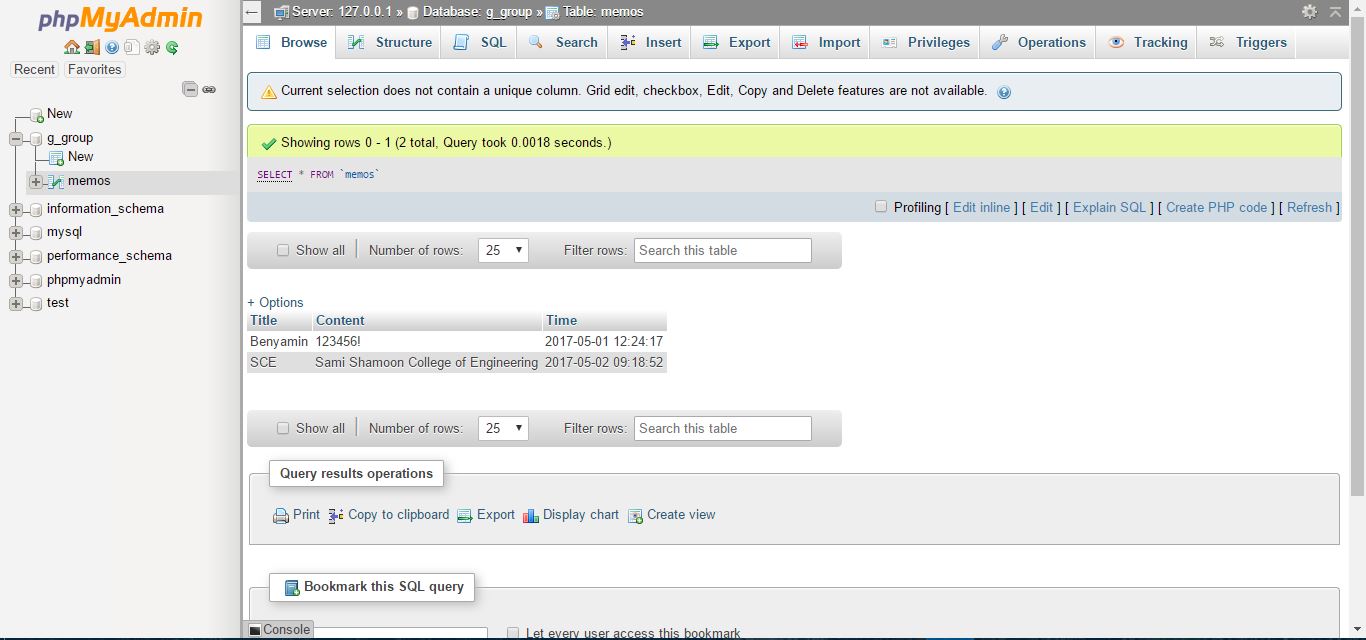 phpMyAdmin
Recent Favorites
New
g_group
New
memos
information_schema
mysql
performance_schema
phpmyadmin
test
← Server: 127.0.0.1 » Database: g_group » Table: memos
Browse Structure SQL Search Insert Export Import Privileges Operations Tracking Triggers
Current selection does not contain a unique column. Grid edit, checkbox, Edit, Copy and Delete features are not available.
Showing rows 0 - 1 (2 total, Query took 0.0018 seconds.)
SELECT * FROM `memos`
Profiling [ Edit inline ] [ Edit ] [ Explain SQL ] [ Create PHP code ] [ Refresh ]
Show all | Number of rows: 25 Filter rows: Search this table
+ Options
Title Content Time
Benyamin 123456! 2017-05-01 12:24:17
SCE Sami Shamoon College of Engineering 2017-05-02 09:18:52
Show all | Number of rows: 25 Filter rows: Search this table
Query results operations
Print Copy to clipboard Export Display chart Create view
Bookmark this SQL query
Console Let every user access this bookmark